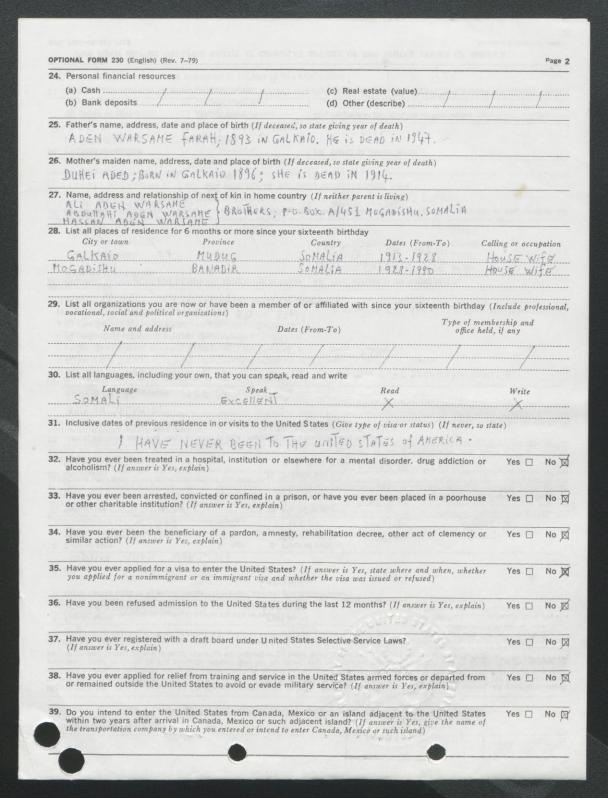 OPTIONAL FORM 230 (English) (Rev. 7-79) Page 2
24. Personal financial resources
(a) Cash / / / (c) Real estate (value) / / /
(b) Bank deposits (d) Other (describe)
25. Father's name, address, date and place of birth (If deceased, so state giving year of death)
ADEN WARSAME FARAH; 1893 IN GALKAIO. HE IS DEAD IN 1947.
26. Mother's maiden name, address, date and place of birth (If deceased, so state giving year of death)
DUHEI ADED; BORN IN GALKAIO 1896; SHE IS DEAD IN 1914.
27. Name, address and relationship of next of kin in home country (If neither parent is living)
ALI ADEN WARSAME
ABDULLAHI ADEN WARSAME } BROTHERS; P.O. BOX. A/451 MOGADISHU. SOMALIA
HASSAN ADEN WARSAME
28. List all places of residence for 6 months or more since your sixteenth birthday
City or town Province Country Dates (From-To) Calling or occupation
GALKAIO MUDUG SOMALIA 1913-1928 HOUSE WIFE
MOGADISHU BANADIR SOMALIA 1928-1990 HOUSE WIFE
29. List all organizations you are now or have been a member of or affiliated with since your sixteenth birthday (Include professional,
vocational, social and political organizations)
Type of membership and
Name and address Dates (From-To) office held, if any
/ / / / / / / /
30. List all languages, including your own, that you can speak, read and write
Language Speak Read Write
SOMALI EXCELLENT X X
31. Inclusive dates of previous residence in or visits to the United States (Give type of visa or status) (If never, so state)
I HAVE NEVER BEEN TO THE UNITED STATES OF AMERICA.
32. Have you ever been treated in a hospital, institution or elsewhere for a mental disorder, drug addiction or Yes ☐ No ☒
alcoholism? (If answer is Yes, explain)
33. Have you ever been arrested, convicted or confined in a prison, or have you ever been placed in a poorhouse Yes ☐ No ☒
or other charitable institution? (If answer is Yes, explain)
34. Have you ever been the beneficiary of a pardon, amnesty, rehabilitation decree, other act of clemency or Yes ☐ No ☒
similar action? (If answer is Yes, explain)
35. Have you ever applied for a visa to enter the United States? (If answer is Yes, state where and when, whether Yes ☐ No ☒
you applied for a nonimmigrant or an immigrant visa and whether the visa was issued or refused)
36. Have you been refused admission to the United States during the last 12 months? (If answer is Yes, explain) Yes ☐ No ☒
37. Have you ever registered with a draft board under United States Selective Service Laws? Yes ☐ No ☒
(If answer is Yes, explain)
38. Have you ever applied for relief from training and service in the United States armed forces or departed from Yes ☐ No ☒
or remained outside the United States to avoid or evade military service? (If answer is Yes, explain)
39. Do you intend to enter the United States from Canada, Mexico or an island adjacent to the United States Yes ☐ No ☒
within two years after arrival in Canada, Mexico or such adjacent island? (If answer is Yes, give the name of
the transportation company by which you entered or intend to enter Canada, Mexico or such island)